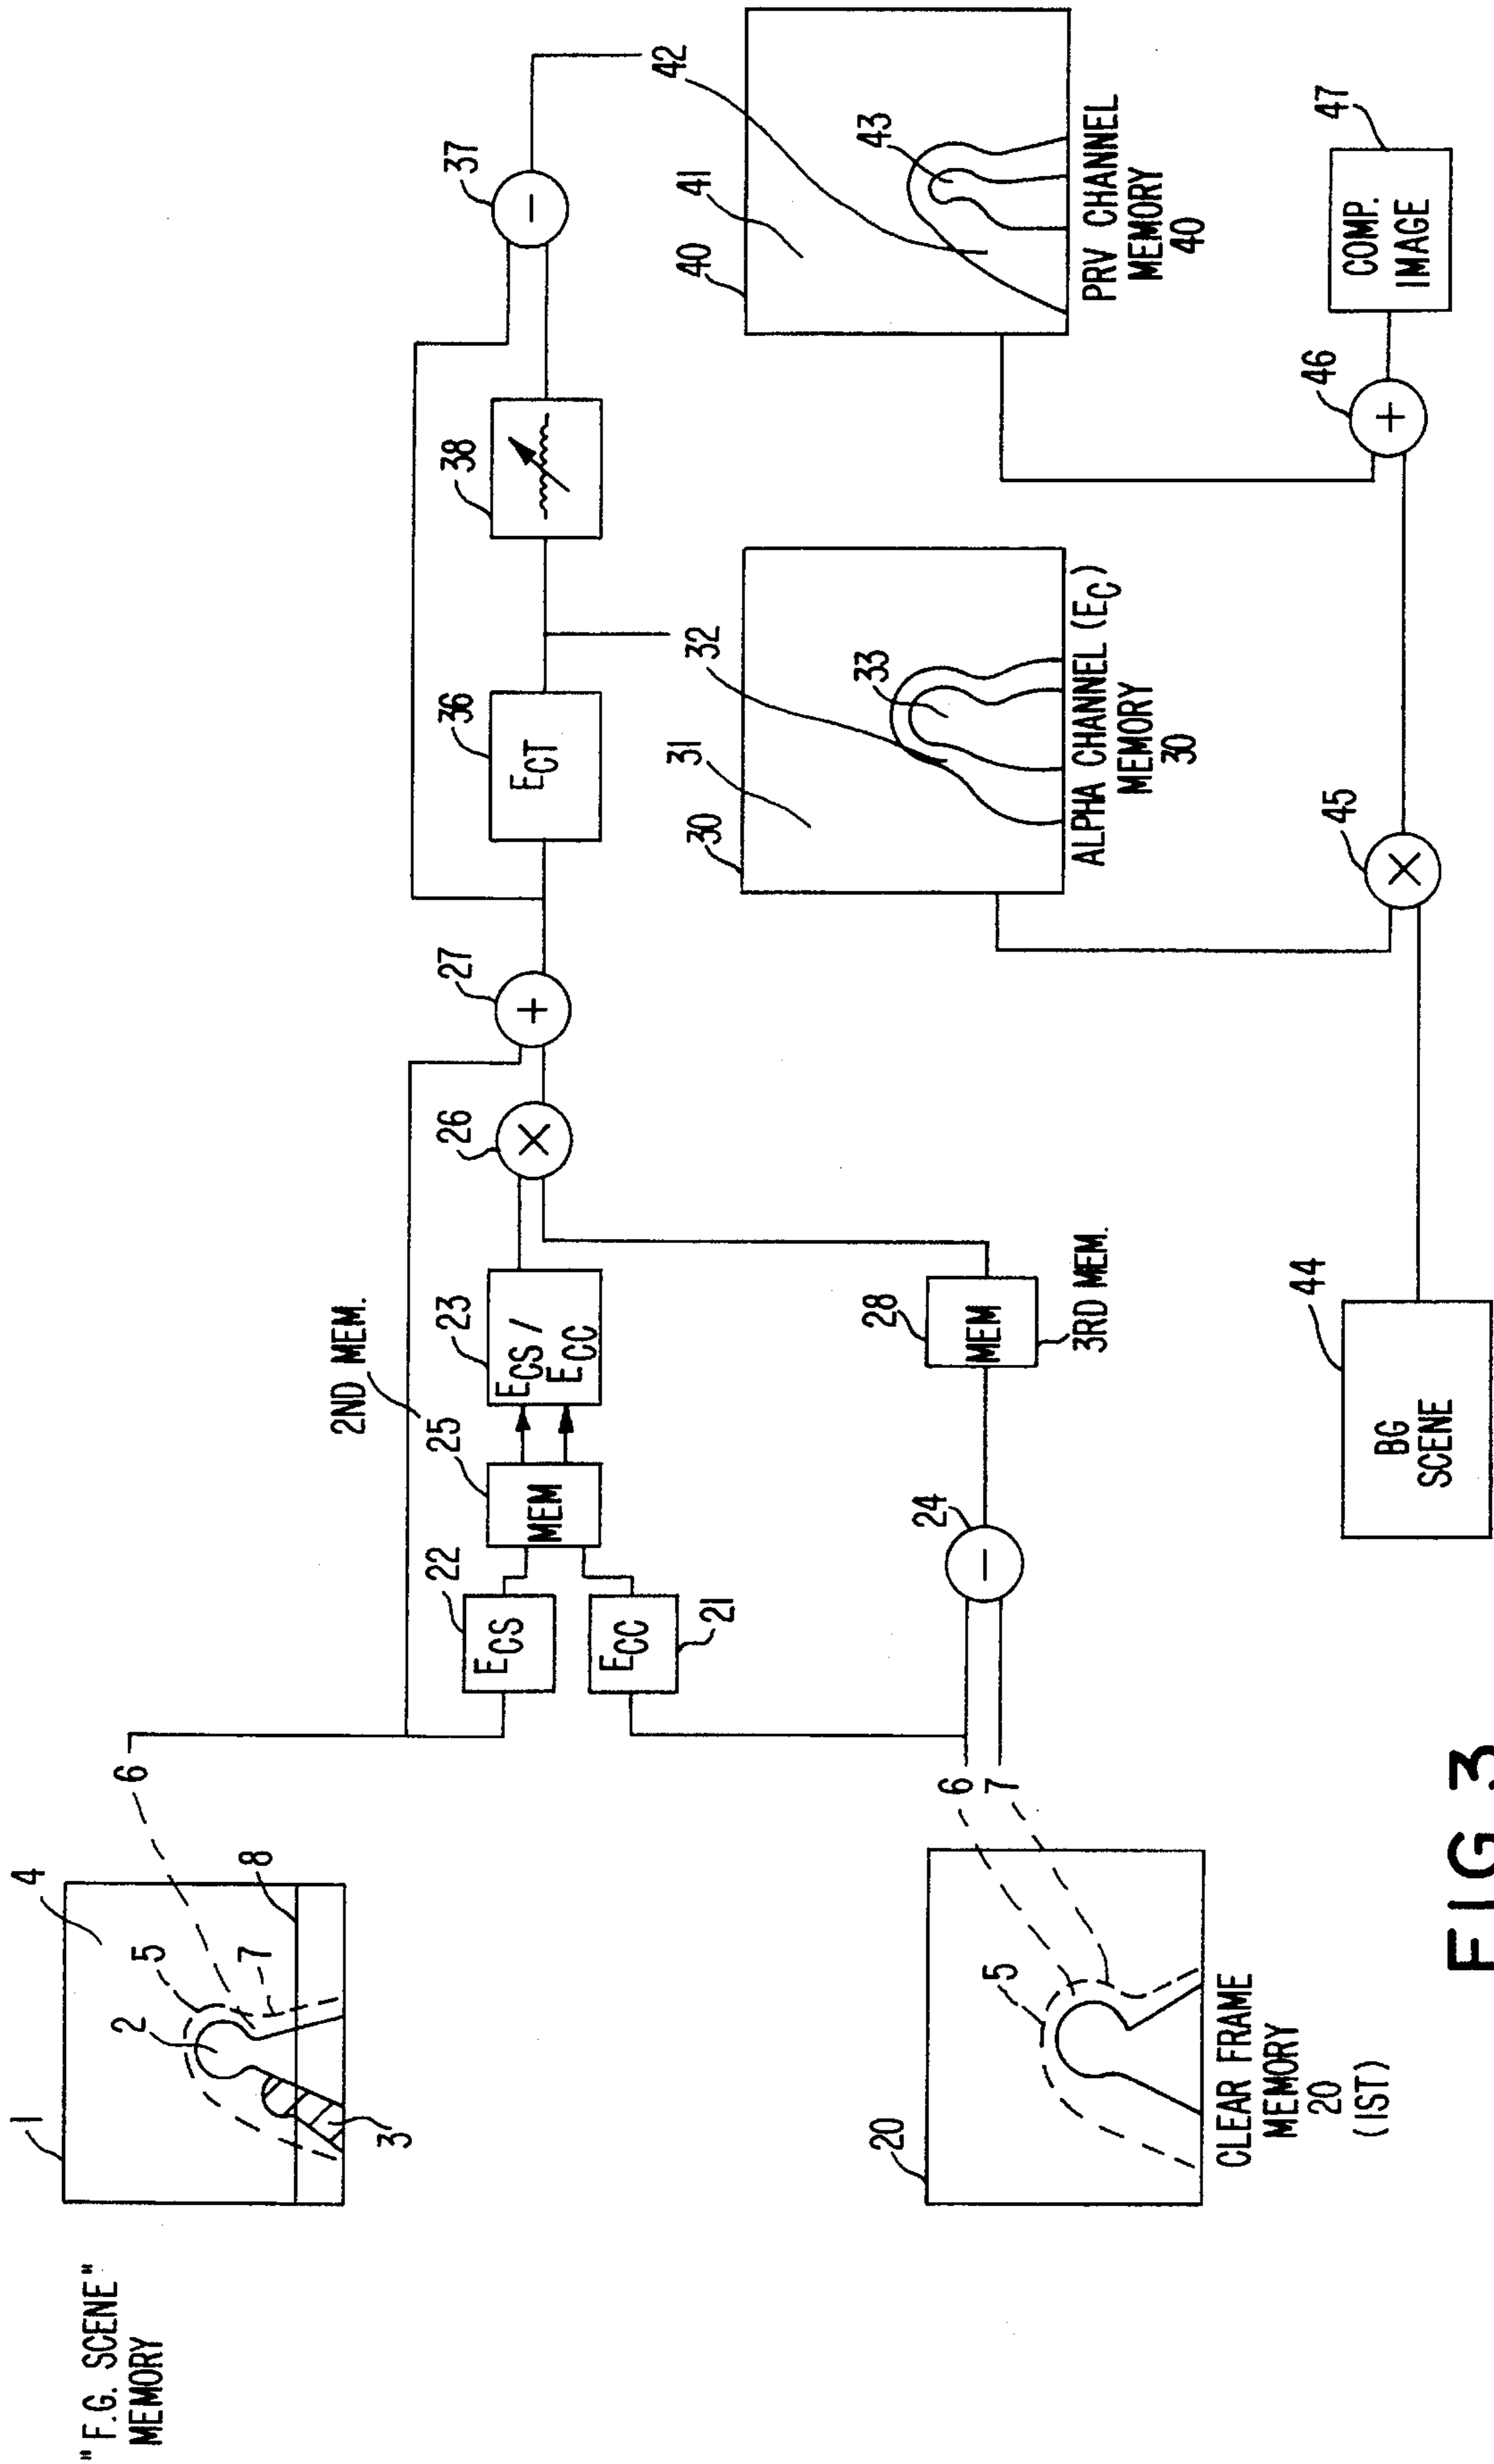 "F.G. SCENE"
MEMORY
1
2
3
4
5
6
7
8
20
5
6
7
CLEAR FRAME
MEMORY
20
(IST)
2ND MEM.
22
ECS
ECC
21
25
MEM
23
ECS /
ECC
24
−
28
MEM
3RD MEM.
26
×
27
+
36
ECT
38
37
−
30
31
32
33
ALPHA CHANNEL (EC)
MEMORY
30
40
41
42
43
PRV CHANNEL
MEMORY
40
44
BG
SCENE
45
×
46
+
47
COMP.
IMAGE
FIG. 3